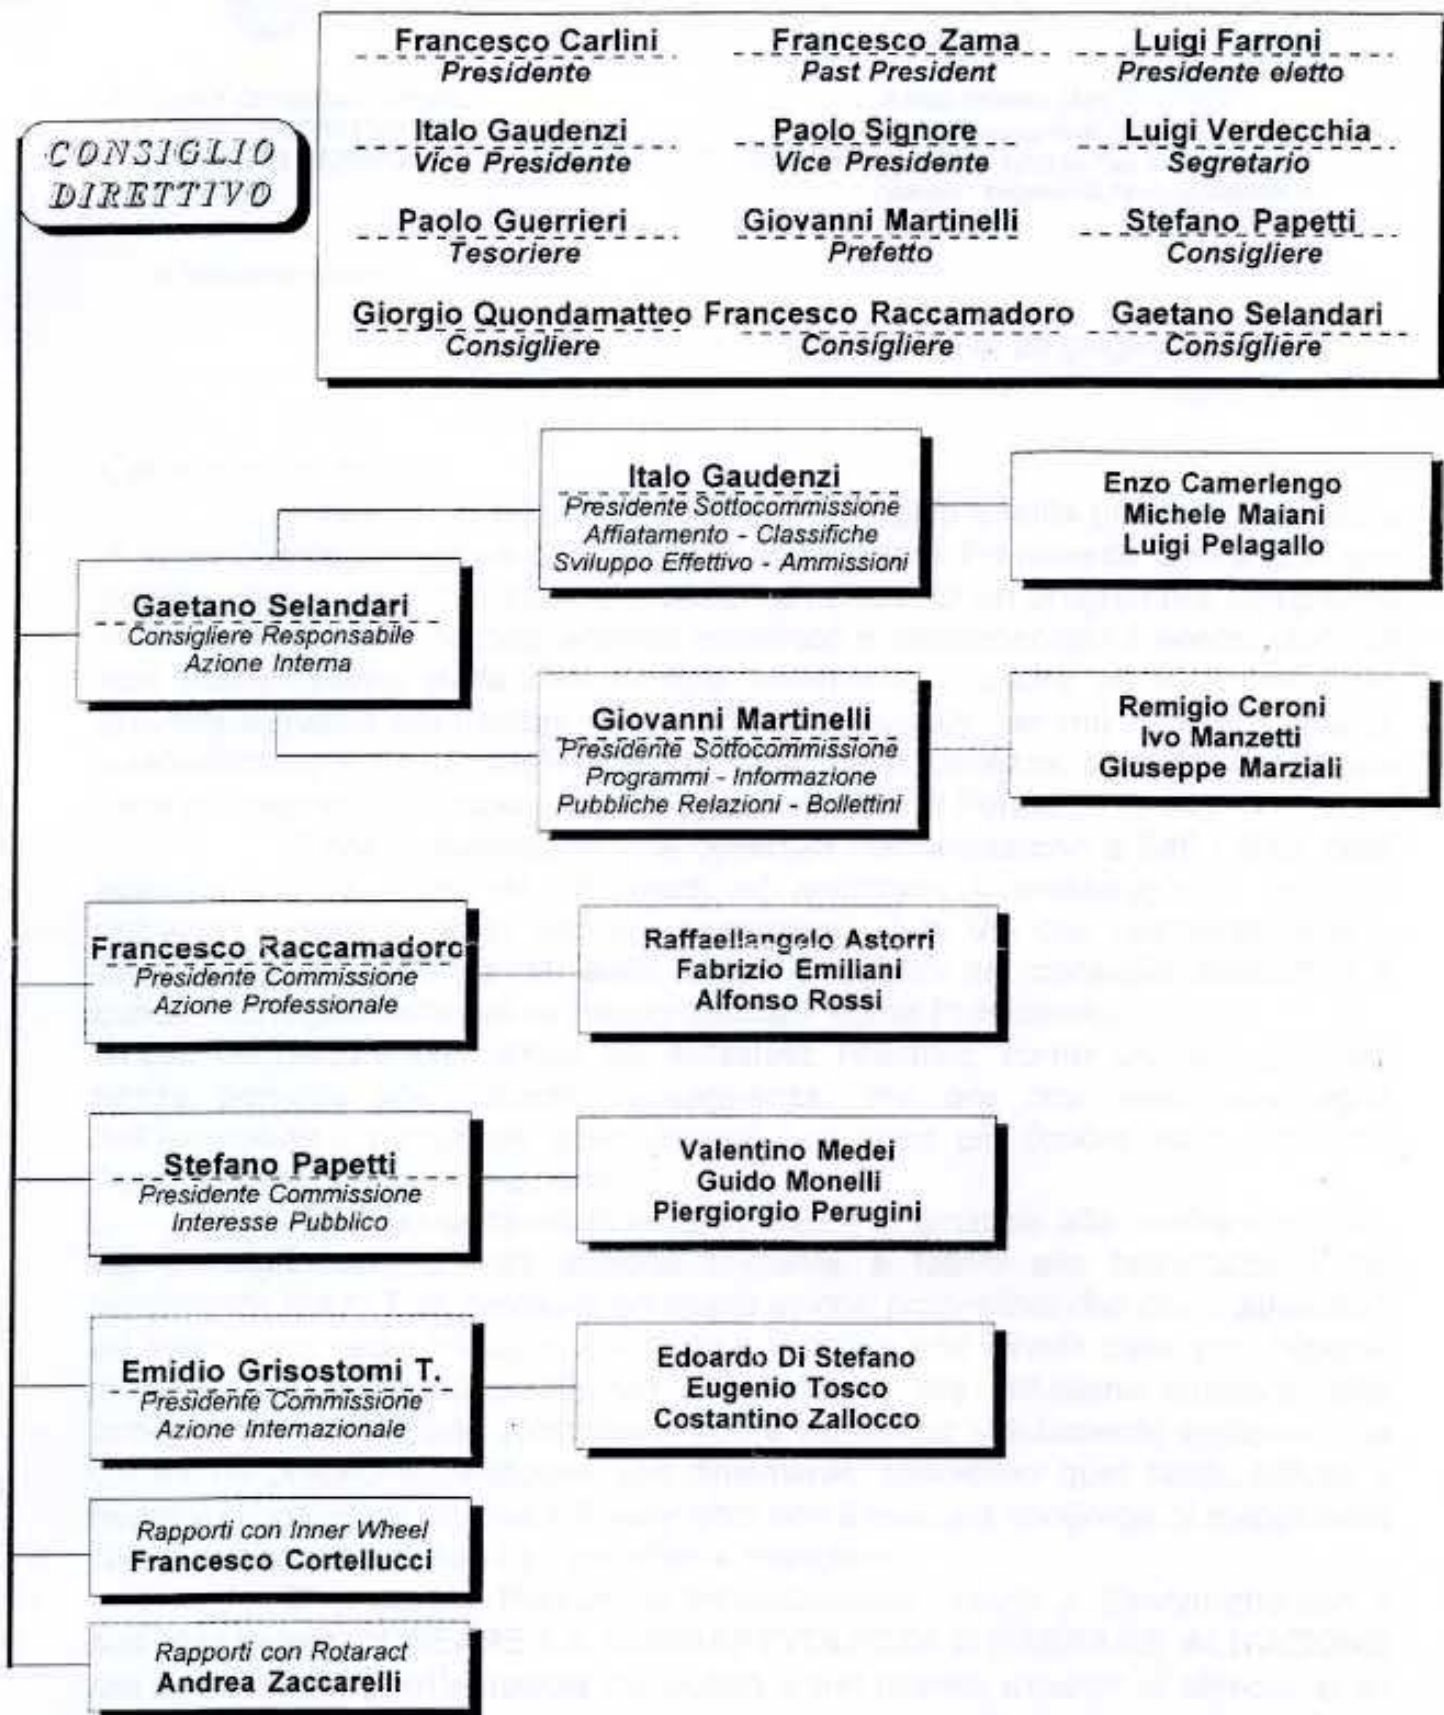 CONSIGLIO
DIRETTIVO
Francesco Carlini
Presidente
Francesco Zama
Past President
Luigi Farroni
Presidente eletto
Italo Gaudenzi
Vice Presidente
Paolo Signore
Vice Presidente
Luigi Verdecchia
Segretario
Paolo Guerrieri
Tesoriere
Giovanni Martinelli
Prefetto
Stefano Papetti
Consigliere
Giorgio Quondamatteo
Consigliere
Francesco Raccamadoro
Consigliere
Gaetano Selandari
Consigliere
Gaetano Selandari
Consigliere Responsabile
Azione Interna
Italo Gaudenzi
Presidente Sottocommissione
Affiatamento - Classifiche
Sviluppo Effettivo - Ammissioni
Enzo Camerlengo
Michele Maiani
Luigi Pelagallo
Giovanni Martinelli
Presidente Sottocommissione
Programmi - Informazione
Pubbliche Relazioni - Bollettini
Remigio Ceroni
Ivo Manzetti
Giuseppe Marziali
Francesco Raccamadoro
Presidente Commissione
Azione Professionale
Raffaellangelo Astorri
Fabrizio Emiliani
Alfonso Rossi
Stefano Papetti
Presidente Commissione
Interesse Pubblico
Valentino Medei
Guido Monelli
Piergiorgio Perugini
Emidio Grisostomi T.
Presidente Commissione
Azione Internazionale
Edoardo Di Stefano
Eugenio Tosco
Costantino Zallocco
Rapporti con Inner Wheel
Francesco Cortellucci
Rapporti con Rotaract
Andrea Zaccarelli